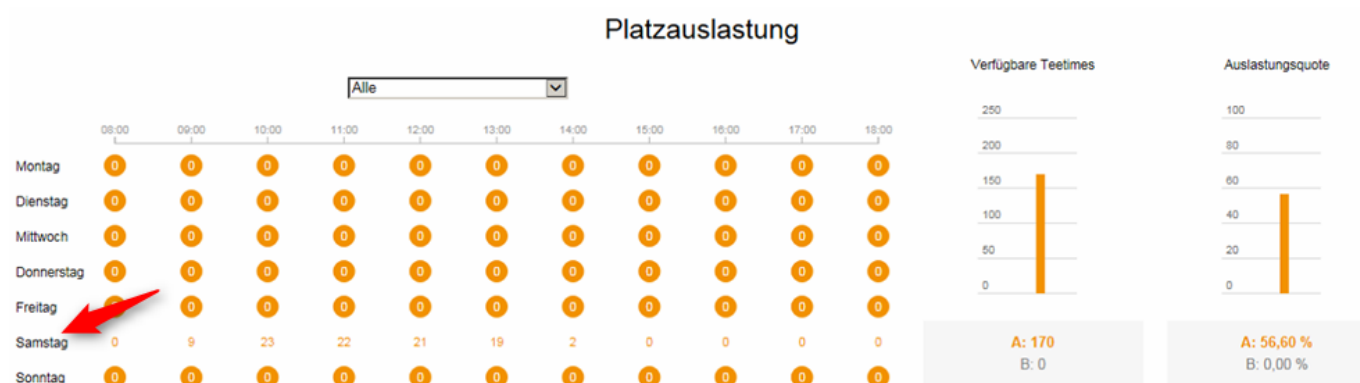 Platzauslastung
Alle
08:00 09:00 10:00 11:00 12:00 13:00 14:00 15:00 16:00 17:00 18:00
Montag 0 0 0 0 0 0 0 0 0 0 0
Dienstag 0 0 0 0 0 0 0 0 0 0 0
Mittwoch 0 0 0 0 0 0 0 0 0 0 0
Donnerstag 0 0 0 0 0 0 0 0 0 0 0
Freitag 0 0 0 0 0 0 0 0 0 0
Samstag 0 9 23 22 21 19 2 0 0 0 0
Sonntag 0 0 0 0 0 0 0 0 0 0 0
Verfügbare Teetimes
250
200
150
100
50
0
A: 170
B: 0
Auslastungsquote
100
80
60
40
20
0
A: 56,60 %
B: 0,00 %